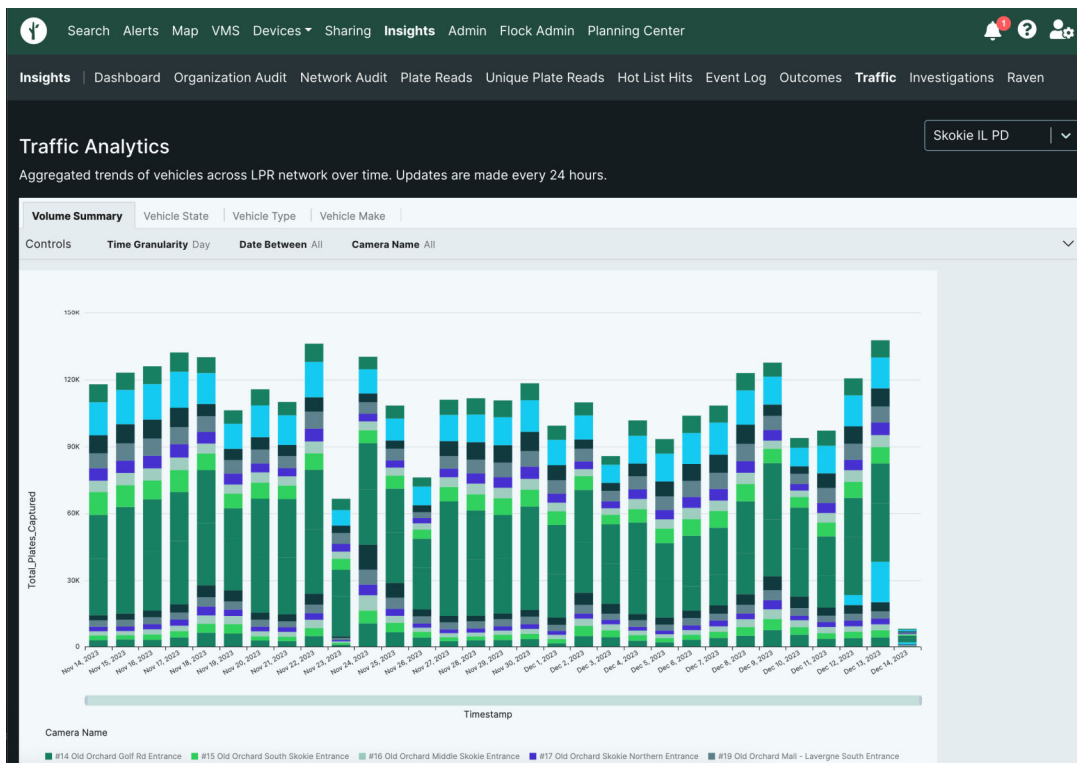 Search Alerts Map VMS Devices Sharing Insights Admin Flock Admin Planning Center
1
Insights Dashboard Organization Audit Network Audit Plate Reads Unique Plate Reads Hot List Hits Event Log Outcomes Traffic Investigations Raven
Skokie IL PD
Traffic Analytics
Aggregated trends of vehicles across LPR network over time. Updates are made every 24 hours.
Volume Summary Vehicle State Vehicle Type Vehicle Make
Controls Time Granularity Day Date Between All Camera Name All
150K
120K
90K
60K
30K
0
Total_Plates_Captured
Nov 14, 2023 Nov 15, 2023 Nov 16, 2023 Nov 17, 2023 Nov 18, 2023 Nov 19, 2023 Nov 20, 2023 Nov 21, 2023 Nov 22, 2023 Nov 23, 2023 Nov 24, 2023 Nov 25, 2023 Nov 26, 2023 Nov 27, 2023 Nov 28, 2023 Nov 29, 2023 Nov 30, 2023 Dec 1, 2023 Dec 2, 2023 Dec 3, 2023 Dec 4, 2023 Dec 5, 2023 Dec 6, 2023 Dec 7, 2023 Dec 8, 2023 Dec 9, 2023 Dec 10, 2023 Dec 11, 2023 Dec 12, 2023 Dec 13, 2023 Dec 14, 2023
Timestamp
Camera Name
#14 Old Orchard Golf Rd Entrance #15 Old Orchard South Skokie Entrance #16 Old Orchard Middle Skokie Entrance #17 Old Orchard Skokie Northern Entrance #19 Old Orchard Mall - Lavergne South Entrance